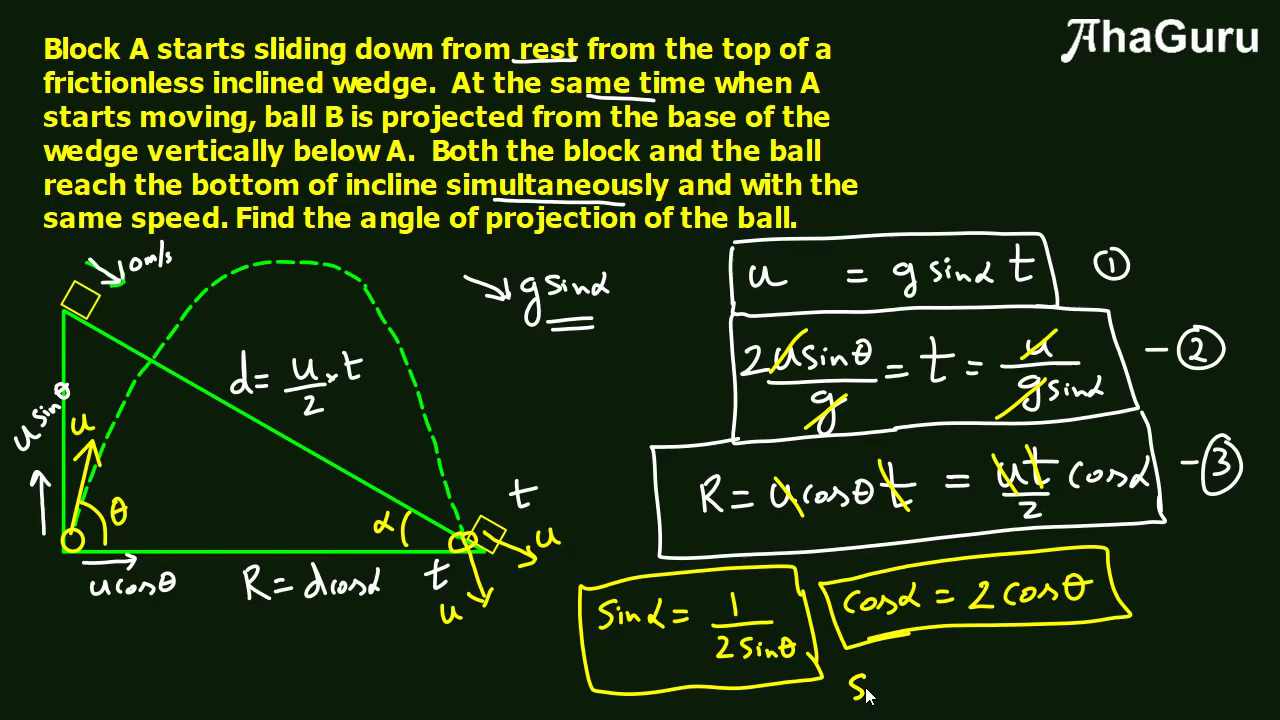 AhaGuru
Block A starts sliding down from rest from the top of a
frictionless inclined wedge. At the same time when A
starts moving, ball B is projected from the base of the
wedge vertically below A. Both the block and the ball
reach the bottom of incline simultaneously and with the
same speed. Find the angle of projection of the ball.
0 m/s
g sinα
u = g sinα t ①
2u sinθ/g = t = u/g sinα - ②
R = u cosθ t = ut/2 cosα - ③
d = u/2 × t
u sinθ
u
θ
α
t
u
u cosθ
R = d cosα
t
u
sinα = 1/2 sinθ
cosα = 2 cosθ
s